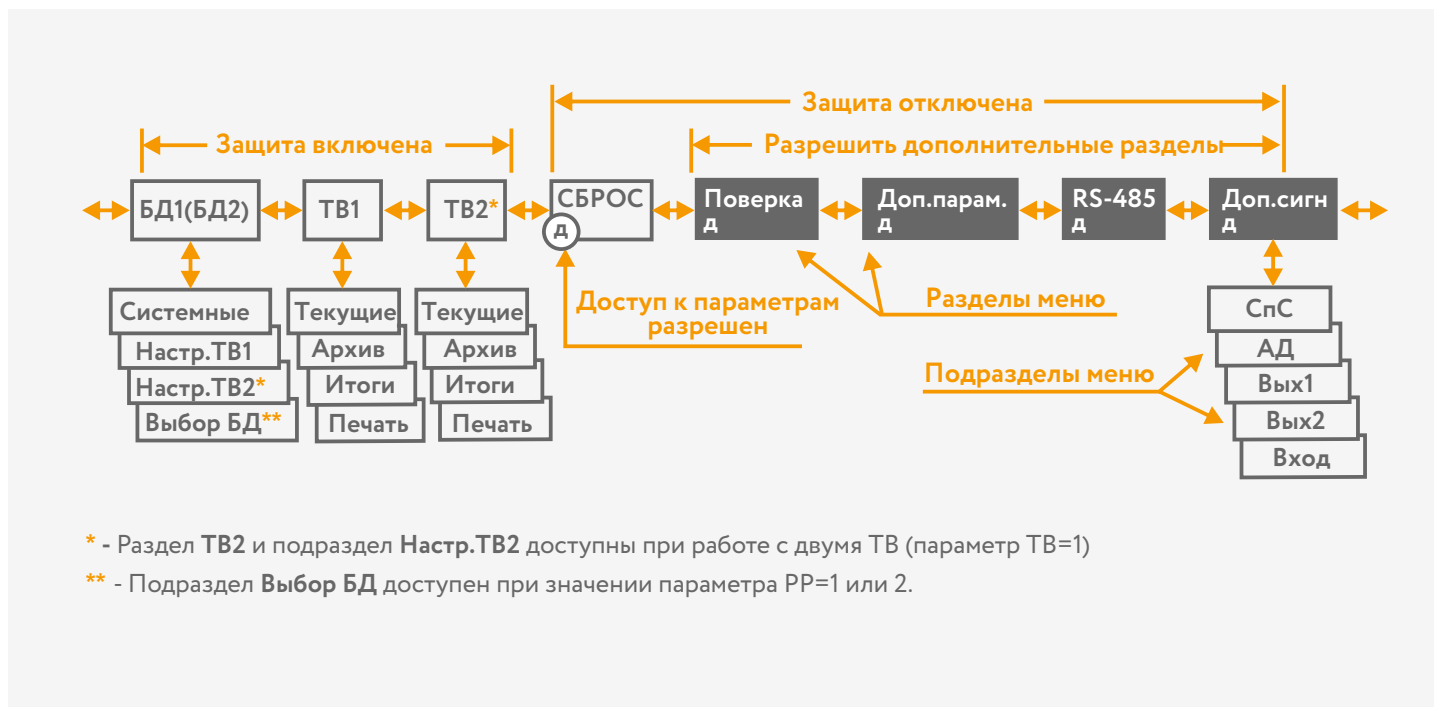 Защита отключена
Защита включена
Разрешить дополнительные разделы
БД1(БД2)
ТВ1
ТВ2*
СБРОС
д
Поверка
д
Доп.парам.
д
RS-485
д
Доп.сигн
д
Системные
Настр.ТВ1
Настр.ТВ2*
Выбор БД**
Текущие
Архив
Итоги
Печать
Текущие
Архив
Итоги
Печать
Доступ к параметрам
разрешен
Разделы меню
Подразделы меню
СпС
АД
Вых1
Вых2
Вход
* - Раздел ТВ2 и подраздел Настр.ТВ2 доступны при работе с двумя ТВ (параметр ТВ=1)
** - Подраздел Выбор БД доступен при значении параметра РР=1 или 2.